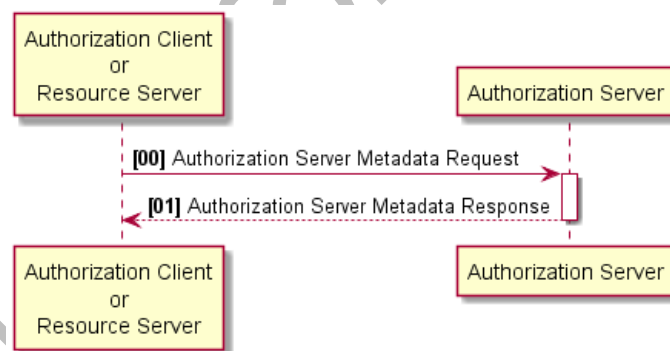 Authorization Client
or
Resource Server
Authorization Server
[00] Authorization Server Metadata Request
[01] Authorization Server Metadata Response
Authorization Client
or
Resource Server
Authorization Server